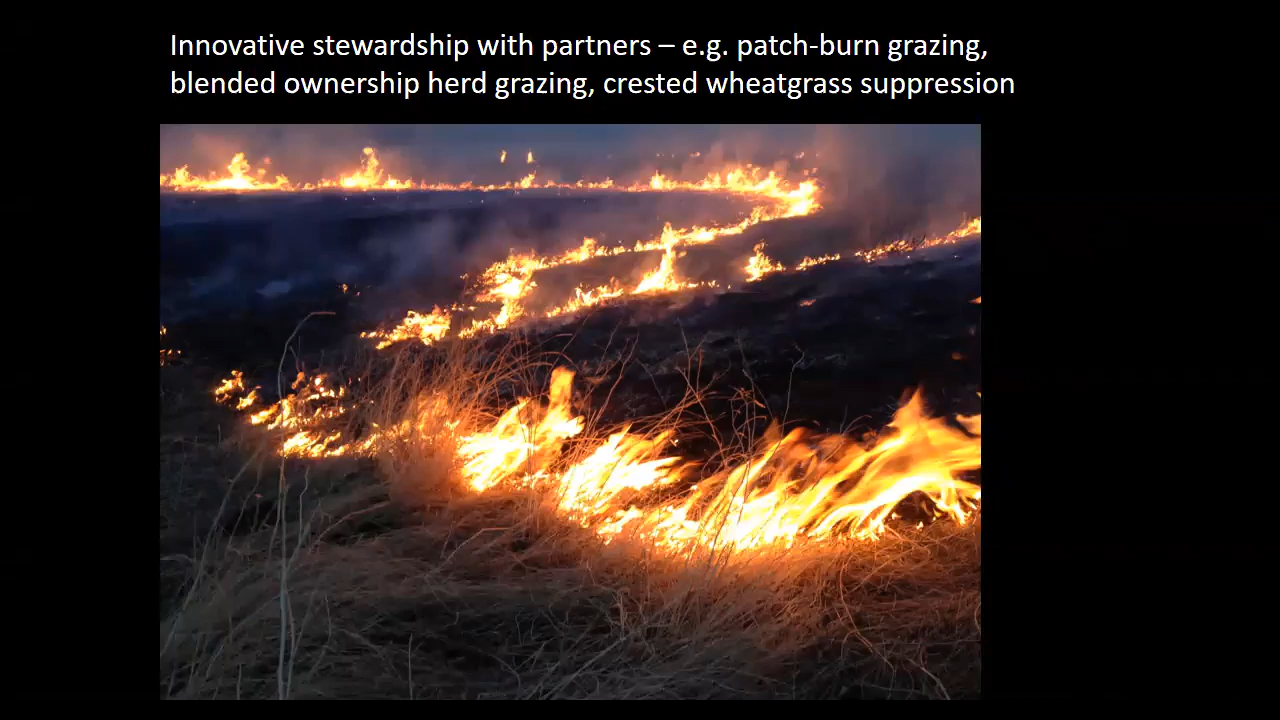 Innovative stewardship with partners – e.g. patch-burn grazing,
blended ownership herd grazing, crested wheatgrass suppression